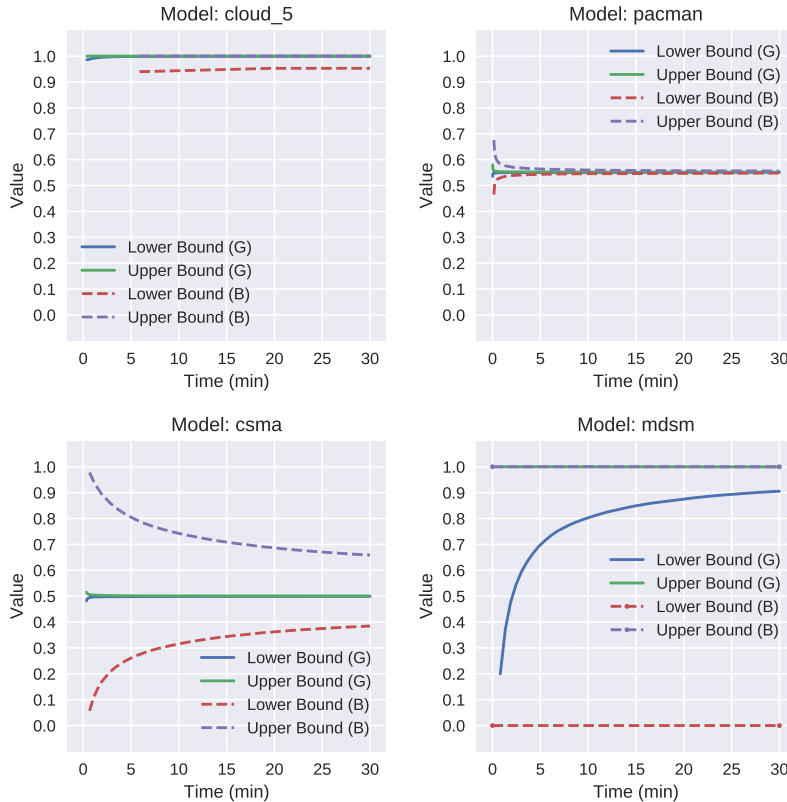 Model: cloud_5
Value
1.0
0.9
0.8
0.7
0.6
0.5
0.4
0.3
0.2
0.1
0.0
Lower Bound (G)
Upper Bound (G)
Lower Bound (B)
Upper Bound (B)
0 5 10 15 20 25 30
Time (min)
Model: pacman
Value
1.0
0.9
0.8
0.7
0.6
0.5
0.4
0.3
0.2
0.1
0.0
Lower Bound (G)
Upper Bound (G)
Lower Bound (B)
Upper Bound (B)
0 5 10 15 20 25 30
Time (min)
Model: csma
Value
1.0
0.9
0.8
0.7
0.6
0.5
0.4
0.3
0.2
0.1
0.0
Lower Bound (G)
Upper Bound (G)
Lower Bound (B)
Upper Bound (B)
0 5 10 15 20 25 30
Time (min)
Model: mdsm
Value
1.0
0.9
0.8
0.7
0.6
0.5
0.4
0.3
0.2
0.1
0.0
Lower Bound (G)
Upper Bound (G)
Lower Bound (B)
Upper Bound (B)
0 5 10 15 20 25 30
Time (min)